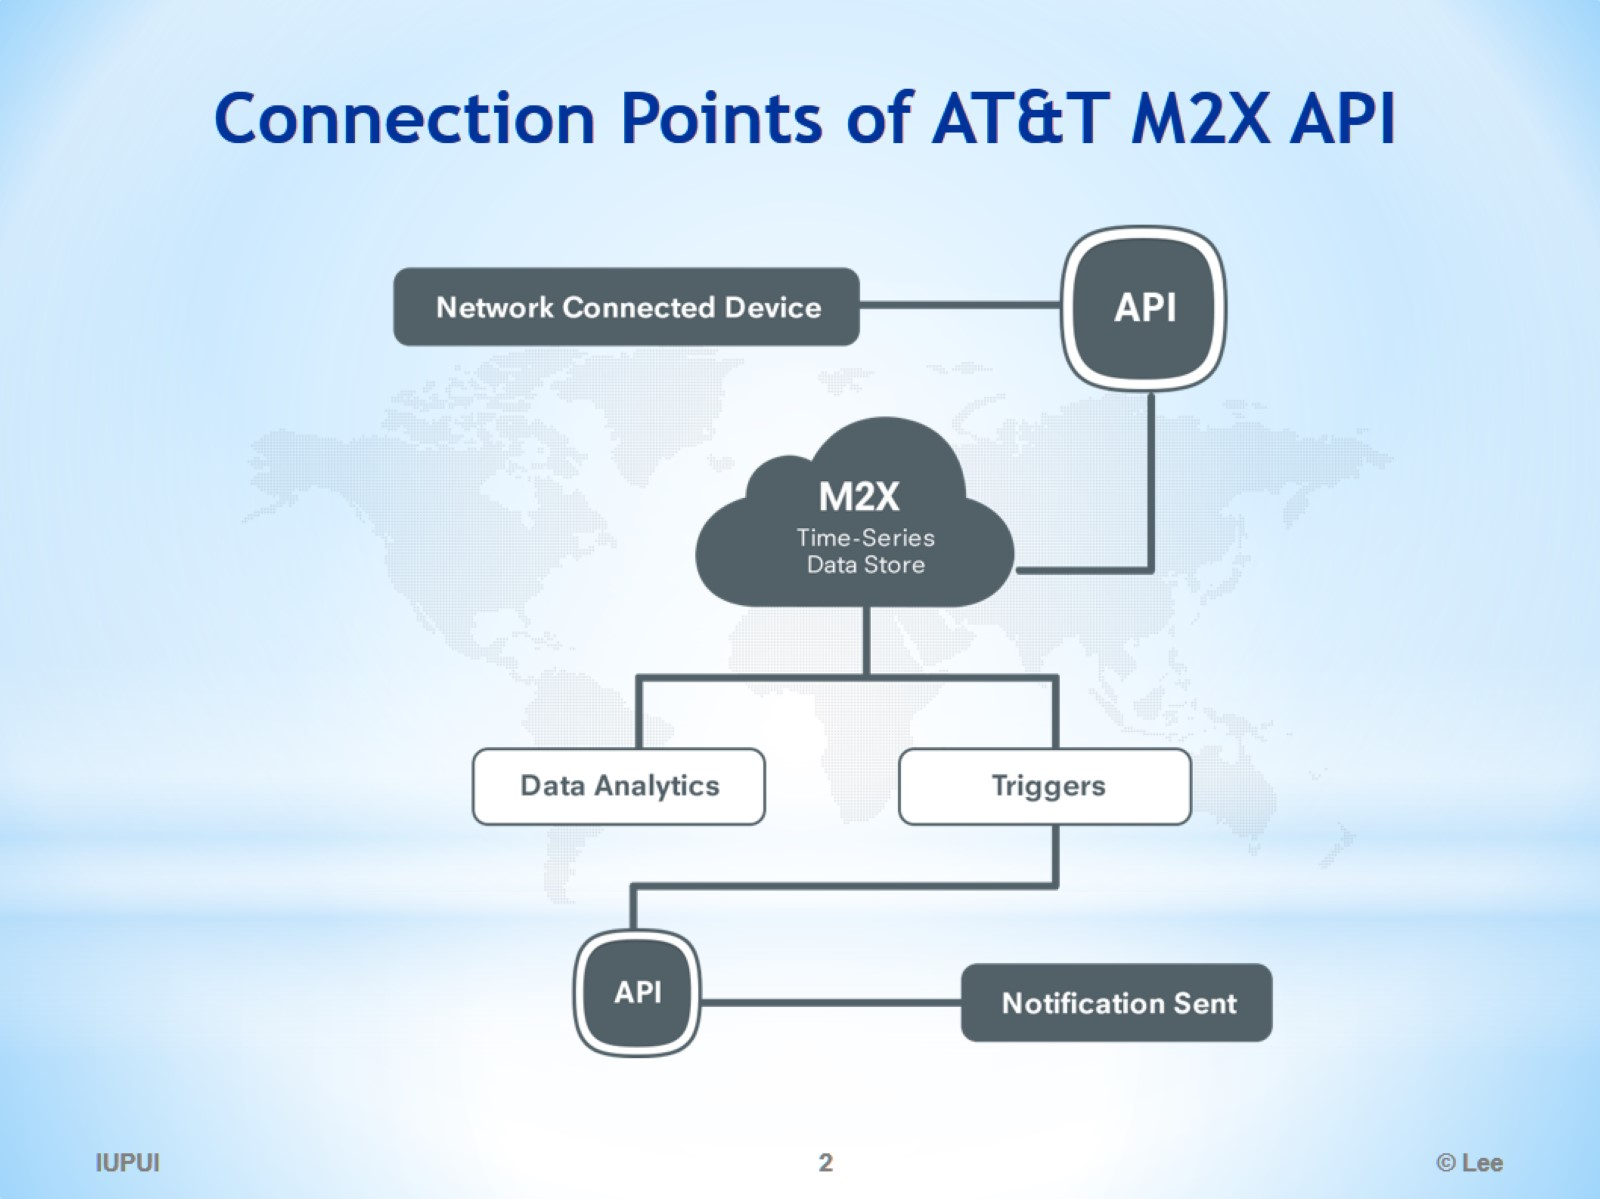 Connection Points of AT&T M2X API
Network Connected Device
API
M2X
Time-Series
Data Store
Data Analytics
Triggers
API
Notification Sent
IUPUI
2
© Lee